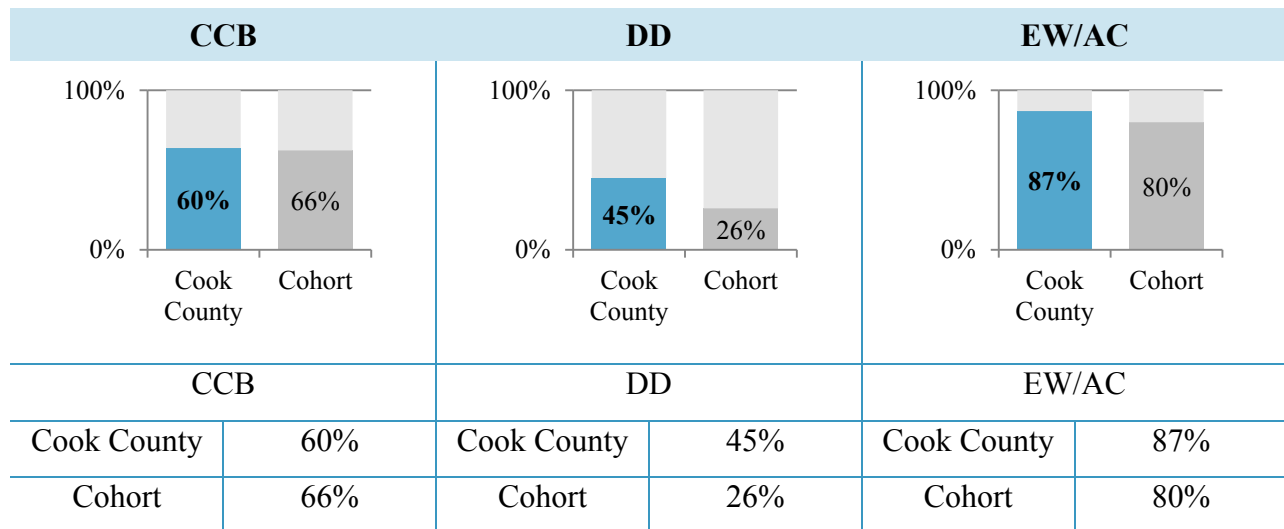 CCB DD EW/AC
100% 100% 100%
60% 66% 45% 26% 87% 80%
0% 0% 0%
Cook Cohort Cook Cohort Cook Cohort
County County County
CCB DD EW/AC
Cook County 60% Cook County 45% Cook County 87%
Cohort 66% Cohort 26% Cohort 80%